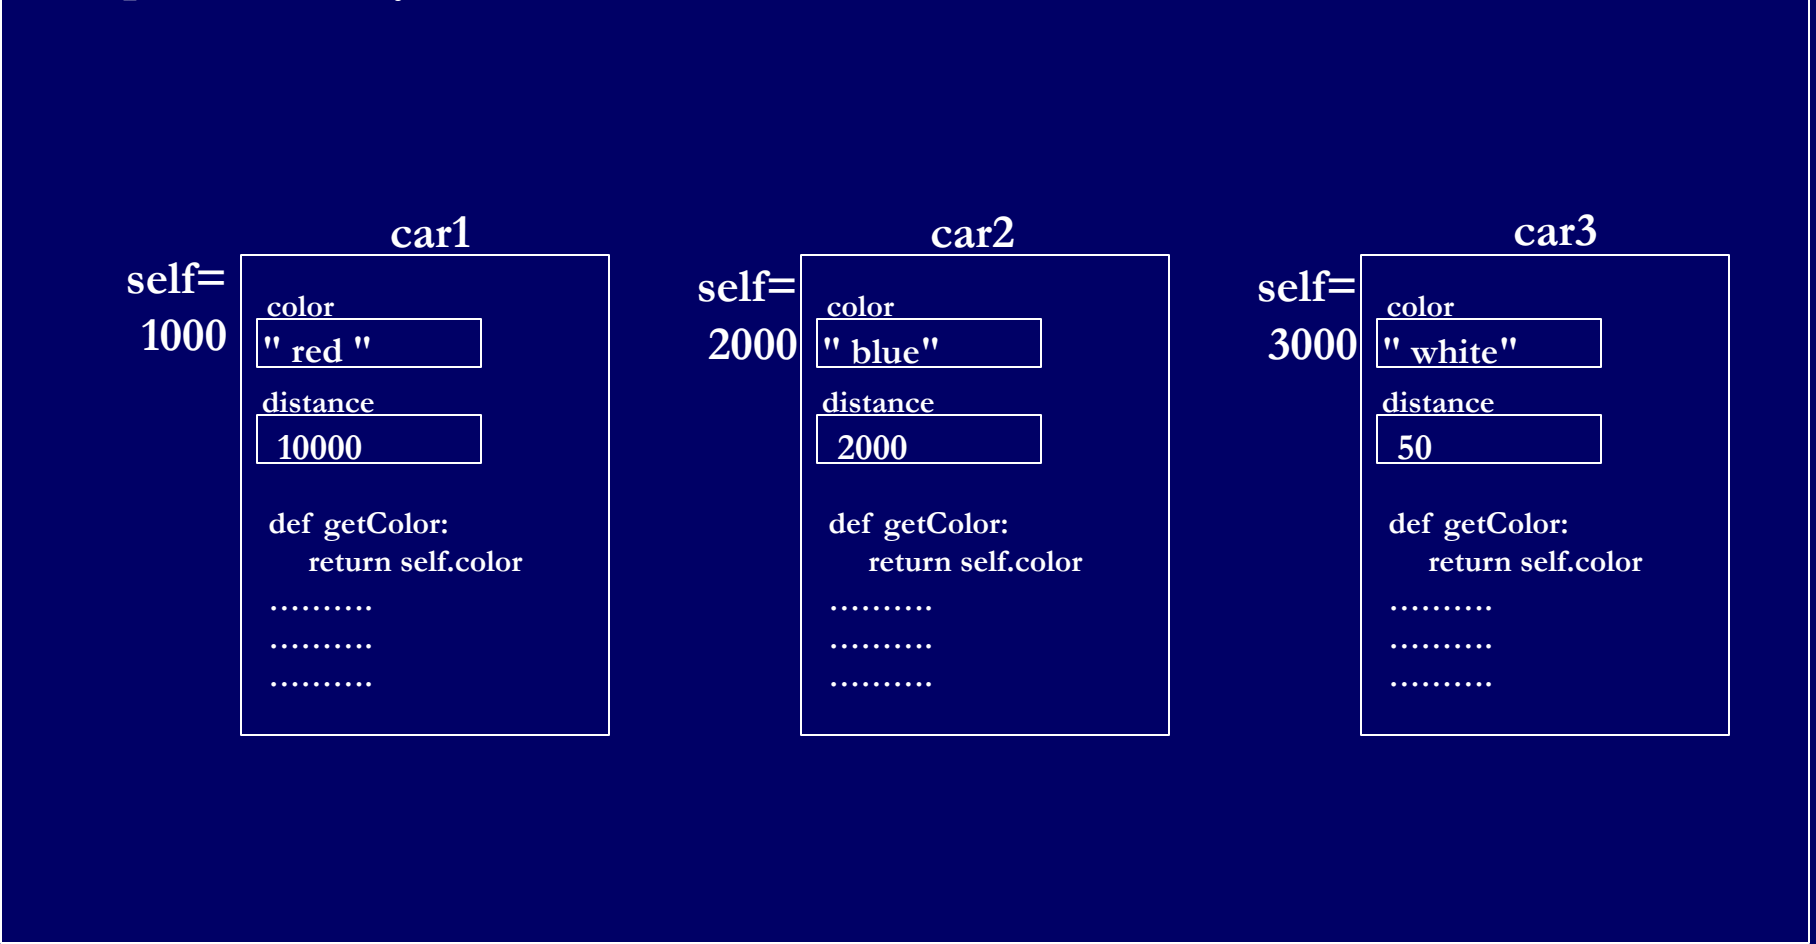 car1
self=
1000
color
" red "
distance
10000
def getColor:
return self.color
..........
..........
..........
car2
self=
2000
color
" blue"
distance
2000
def getColor:
return self.color
..........
..........
..........
car3
self=
3000
color
" white"
distance
50
def getColor:
return self.color
..........
..........
..........